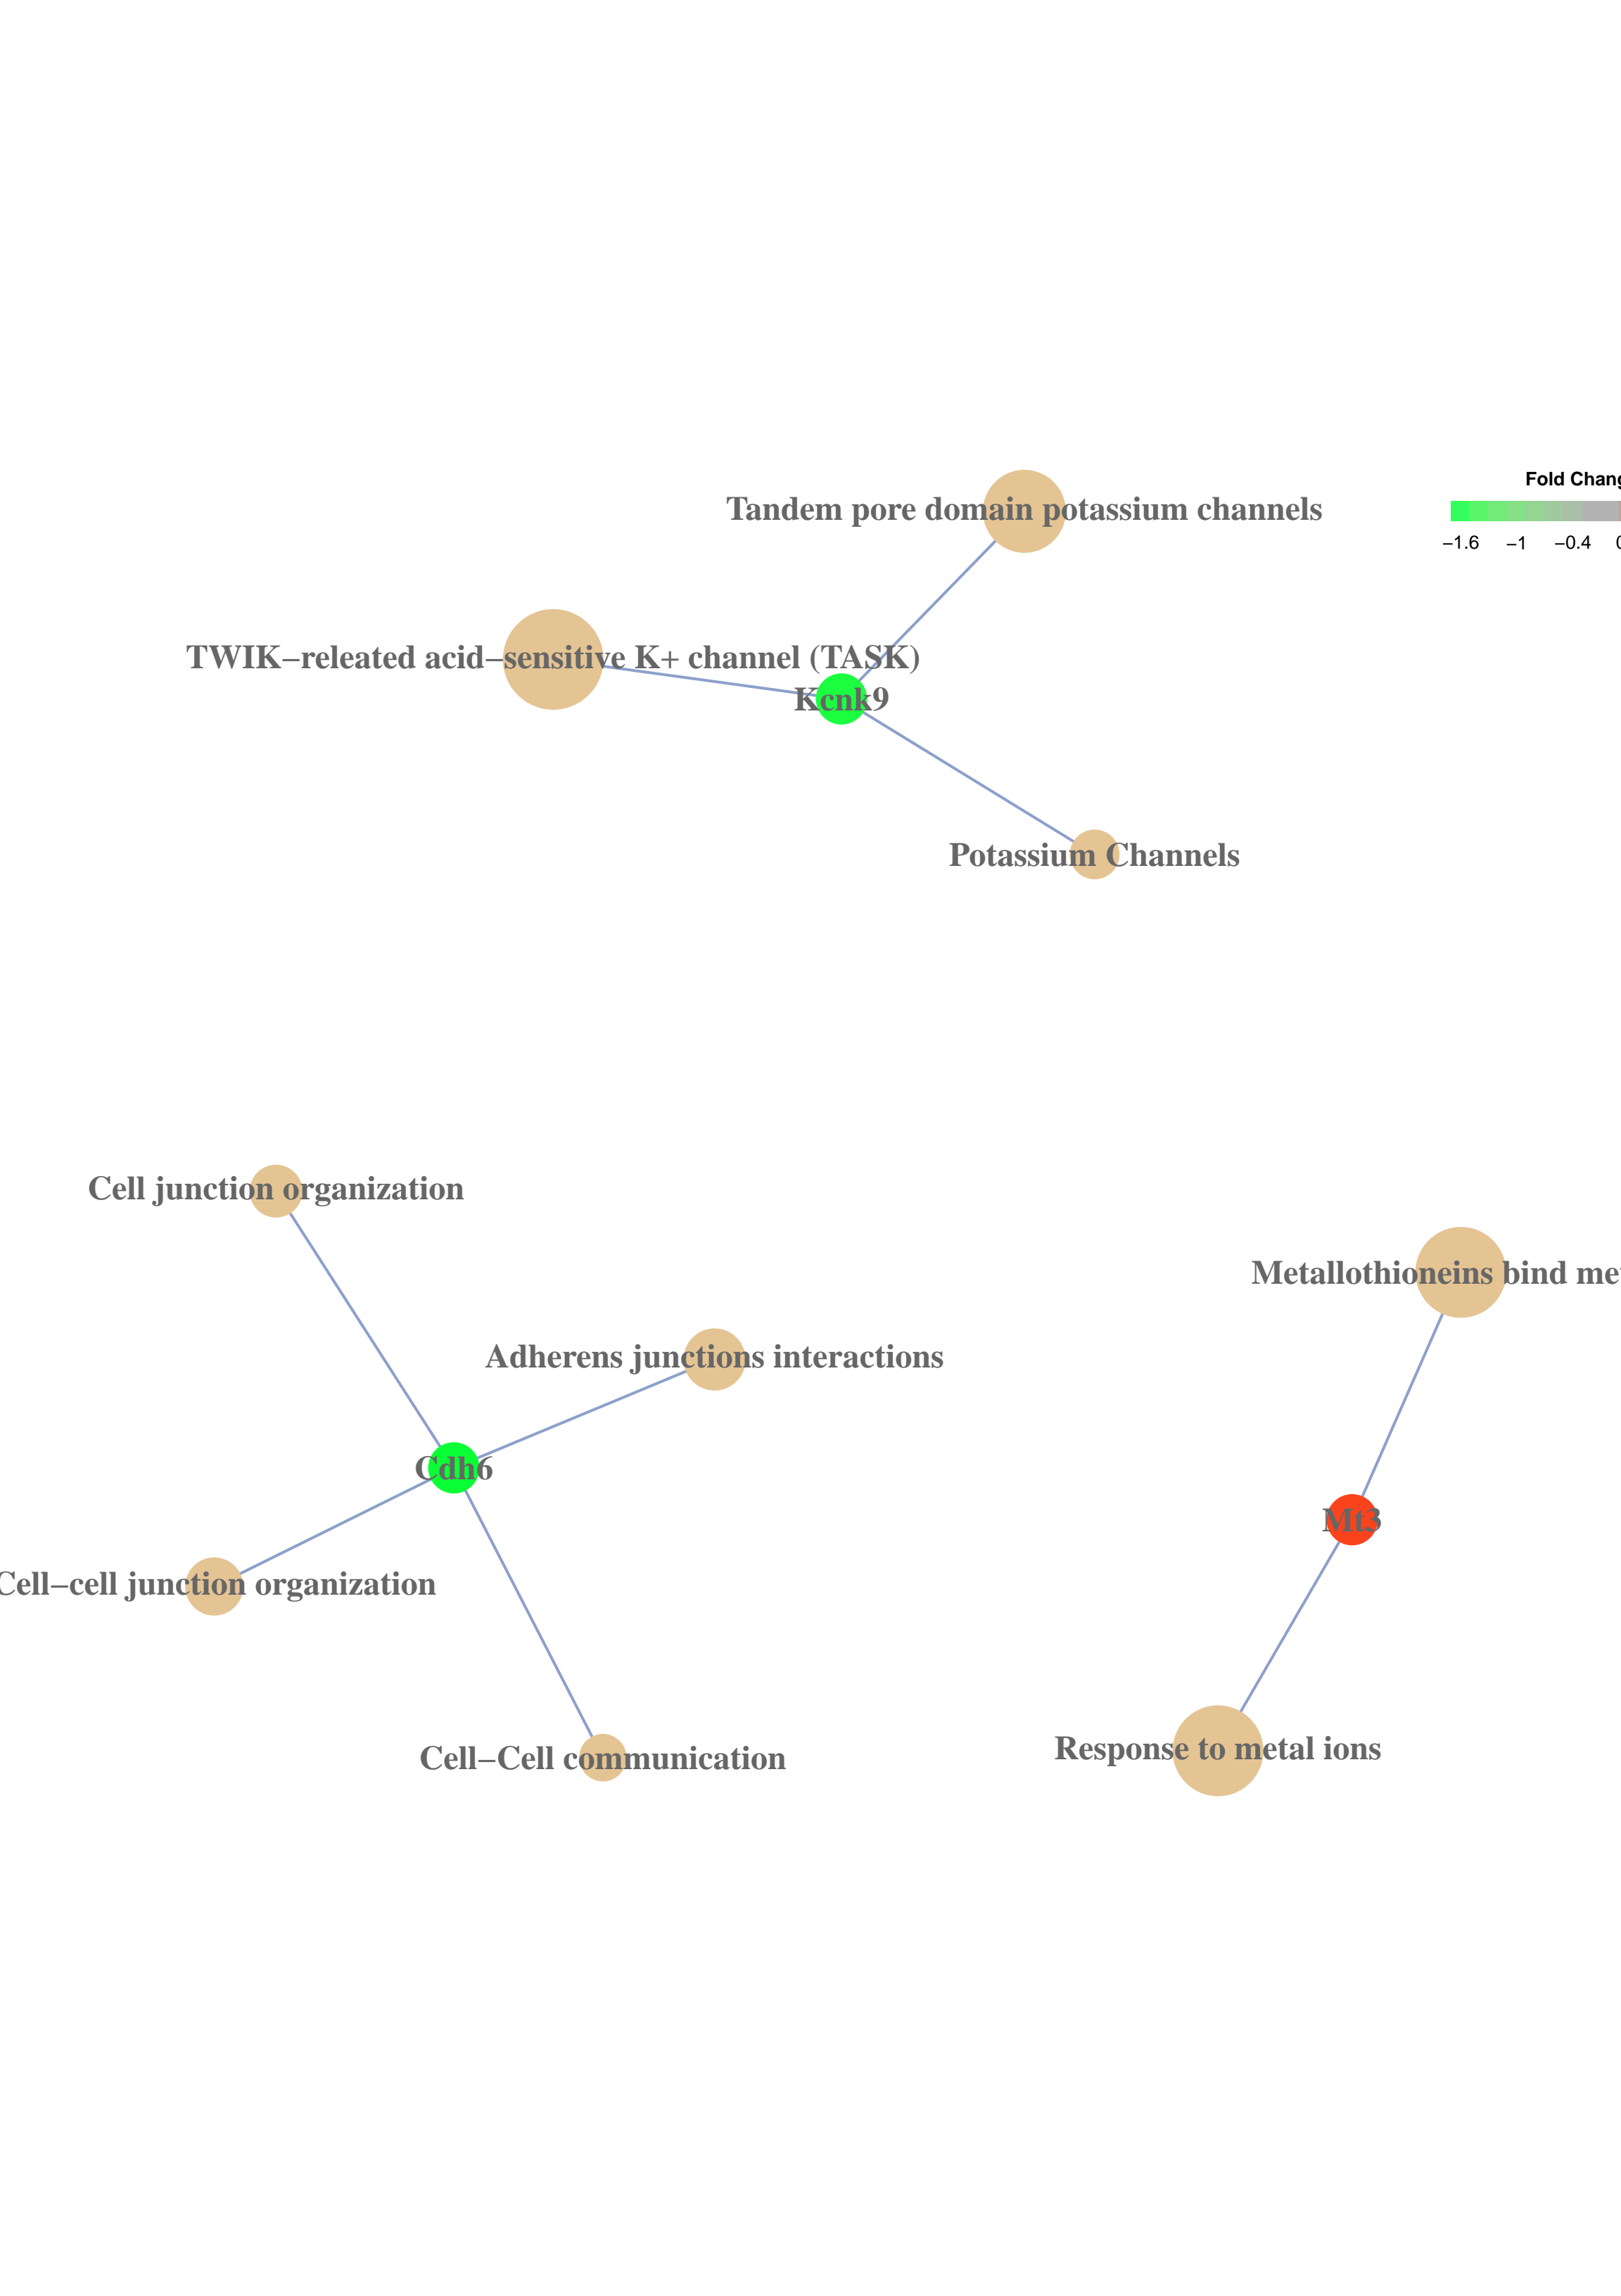 Fold Chang
−1.6 −1 −0.4
Tandem pore domain potassium channels
TWIK−releated acid−sensitive K+ channel (TASK)
Kcnk9
Potassium Channels
Cell junction organization
Metallothioneins bind me
Adherens junctions interactions
Cdh6
Mt3
Cell−cell junction organization
Response to metal ions
Cell−Cell communication